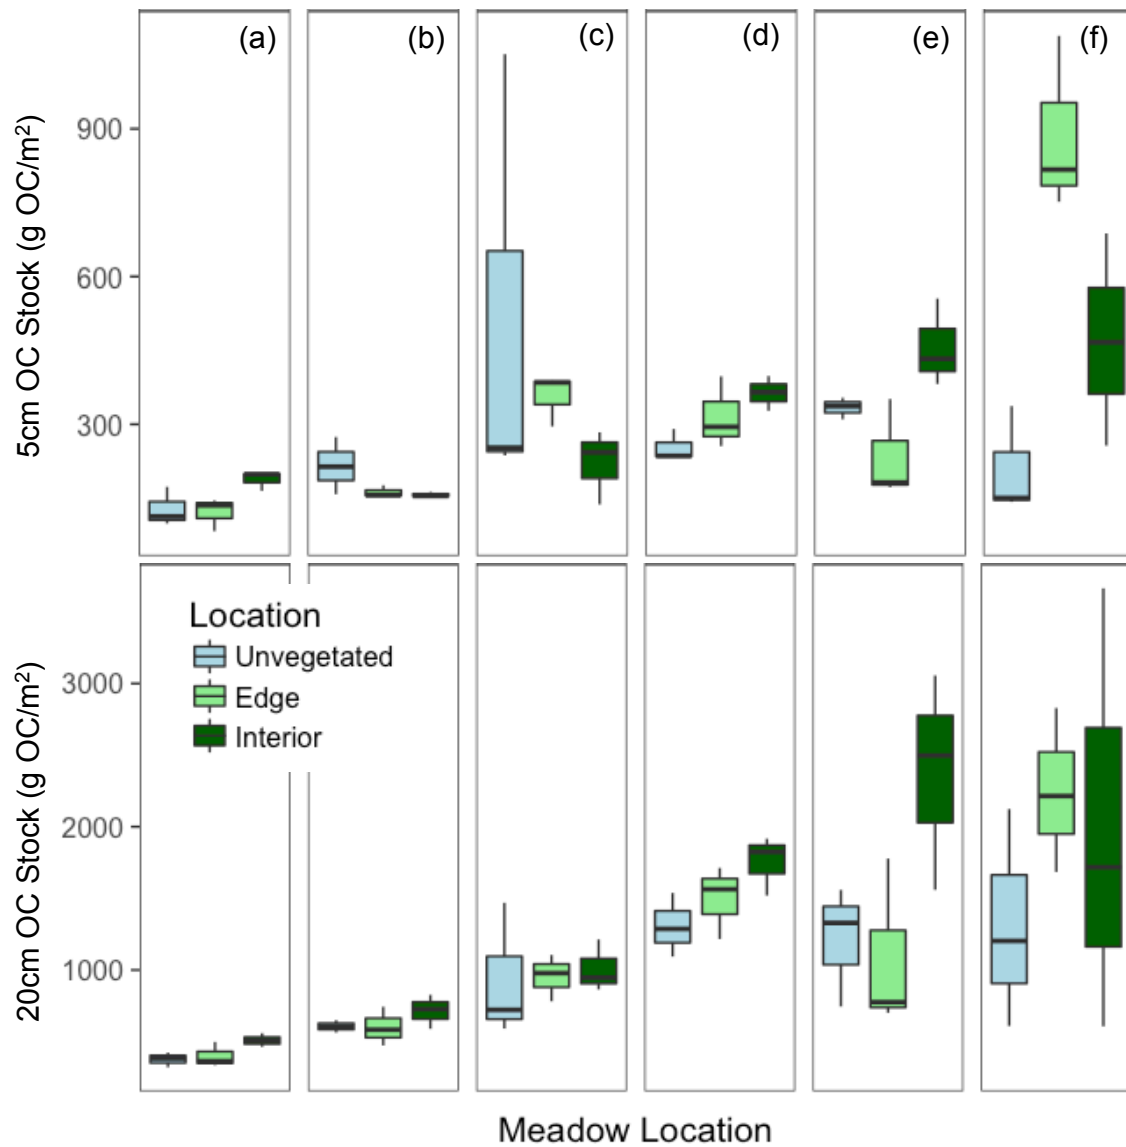 (a) (b) (c) (d) (e) (f)
5cm OC Stock (g OC/m²)
900
600
300
20cm OC Stock (g OC/m²)
3000
2000
1000
Location
Unvegetated
Edge
Interior
Meadow Location